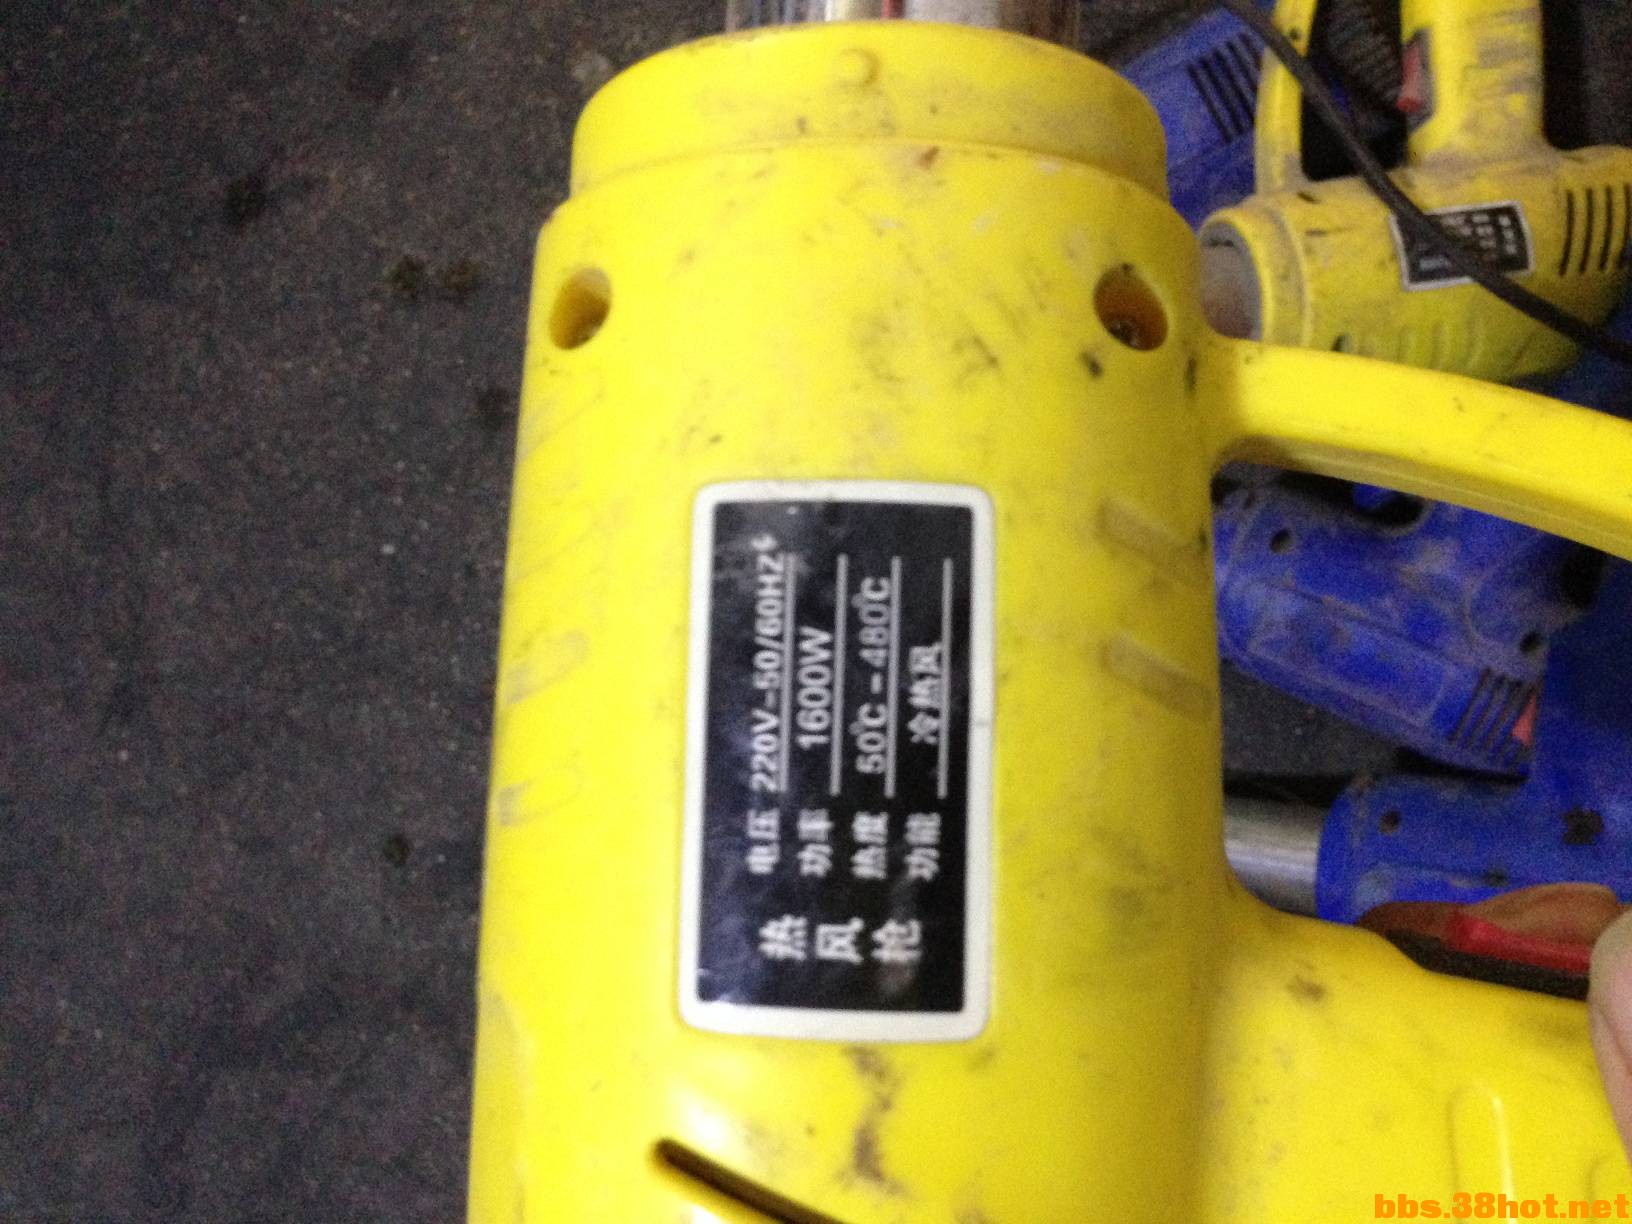 热风枪
电压 220V-50/60HZ
功率 1600W
热度 50℃-480℃
功能 冷热风
bbs.38hot.net